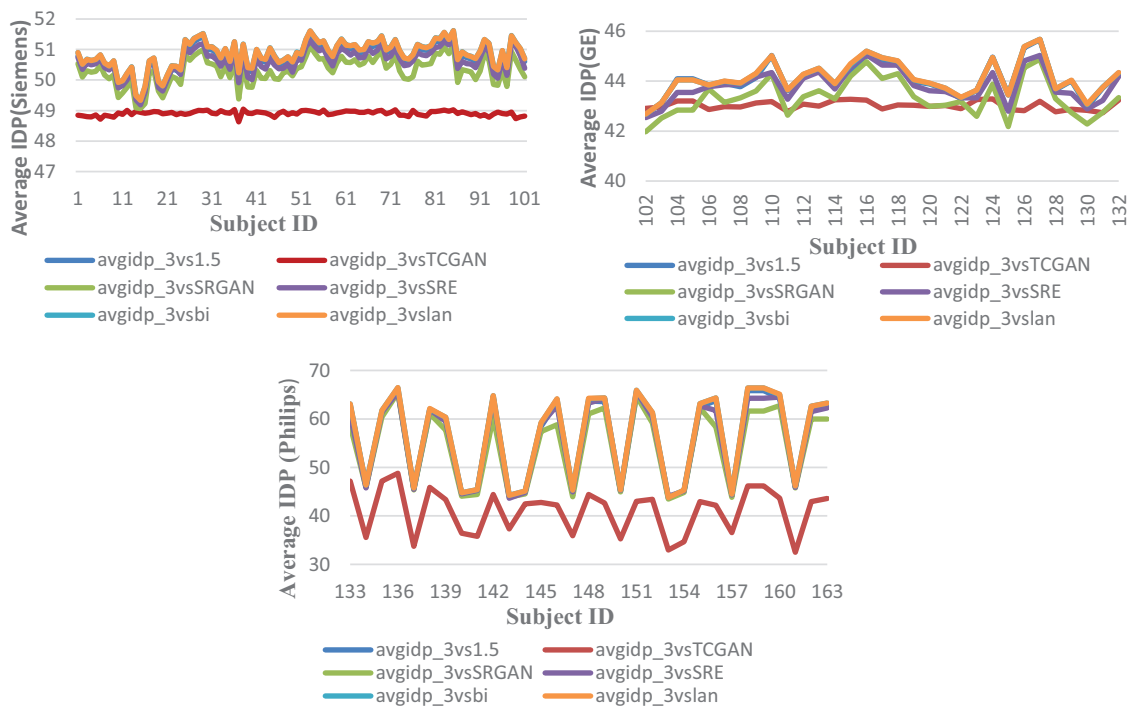 Average IDP(Siemens)
52
51
50
49
48
47
1 11 21 31 41 51 61 71 81 91 101
Subject ID
avgidp_3vs1.5 avgidp_3vsTCGAN
avgidp_3vsSRGAN avgidp_3vsSRE
avgidp_3vsbi avgidp_3vslan
Average IDP(GE)
46
44
42
40
102 104 106 108 110 112 114 116 118 120 122 124 126 128 130 132
Subject ID
avgidp_3vs1.5 avgidp_3vsTCGAN
avgidp_3vsSRGAN avgidp_3vsSRE
avgidp_3vsbi avgidp_3vslan
Average IDP (Philips)
70
60
50
40
30
133 136 139 142 145 148 151 154 157 160 163
Subject ID
avgidp_3vs1.5 avgidp_3vsTCGAN
avgidp_3vsSRGAN avgidp_3vsSRE
avgidp_3vsbi avgidp_3vslan